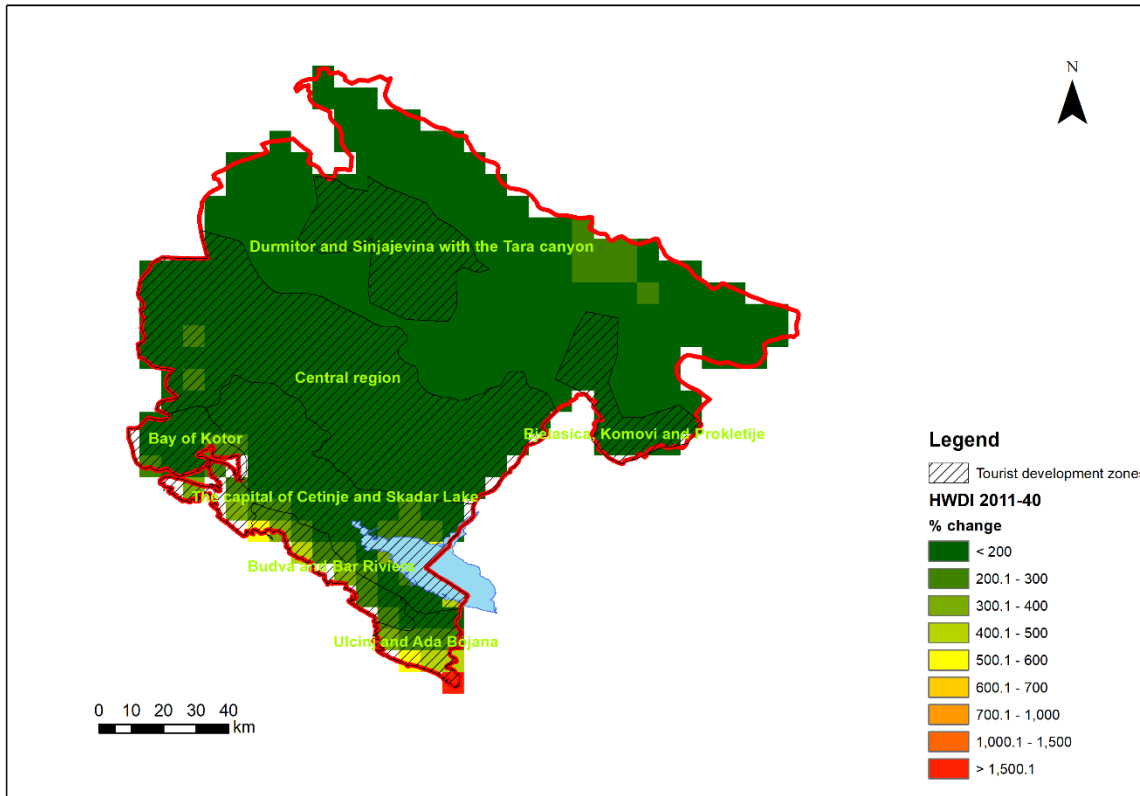 N
Durmitor and Sinjajevina with the Tara canyon
Central region
Bay of Kotor
Bjelasica, Komovi and Prokletije
The capital of Cetinje and Skadar Lake
Budva and Bar Riviera
Ulcinj and Ada Bojana
0 10 20 30 40
km
Legend
Tourist development zones
HWDI 2011-40
% change
< 200
200.1 - 300
300.1 - 400
400.1 - 500
500.1 - 600
600.1 - 700
700.1 - 1,000
1,000.1 - 1,500
> 1,500.1